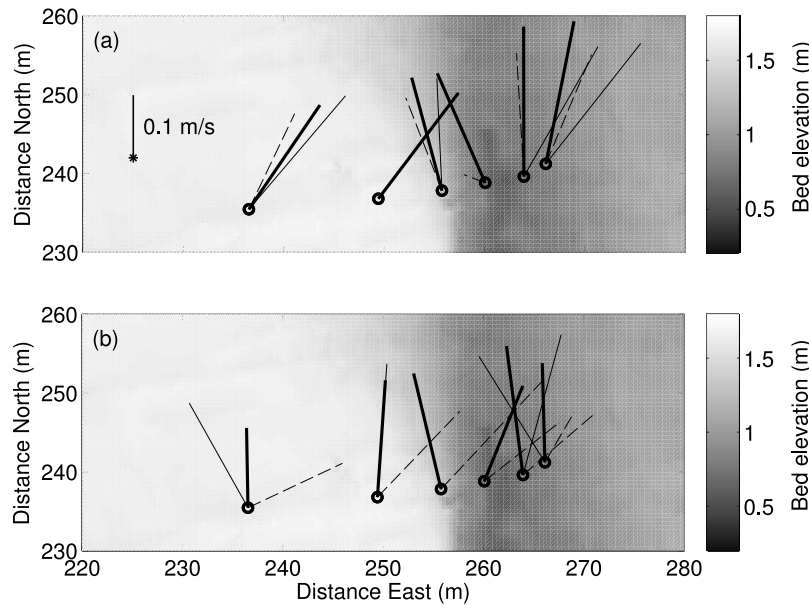 260
(a)
250
0.1 m/s
240
230
Distance North (m)
1.5
1
0.5
Bed elevation (m)
260
(b)
250
240
230
Distance North (m)
220
230
240
250
260
270
280
Distance East (m)
1.5
1
0.5
Bed elevation (m)